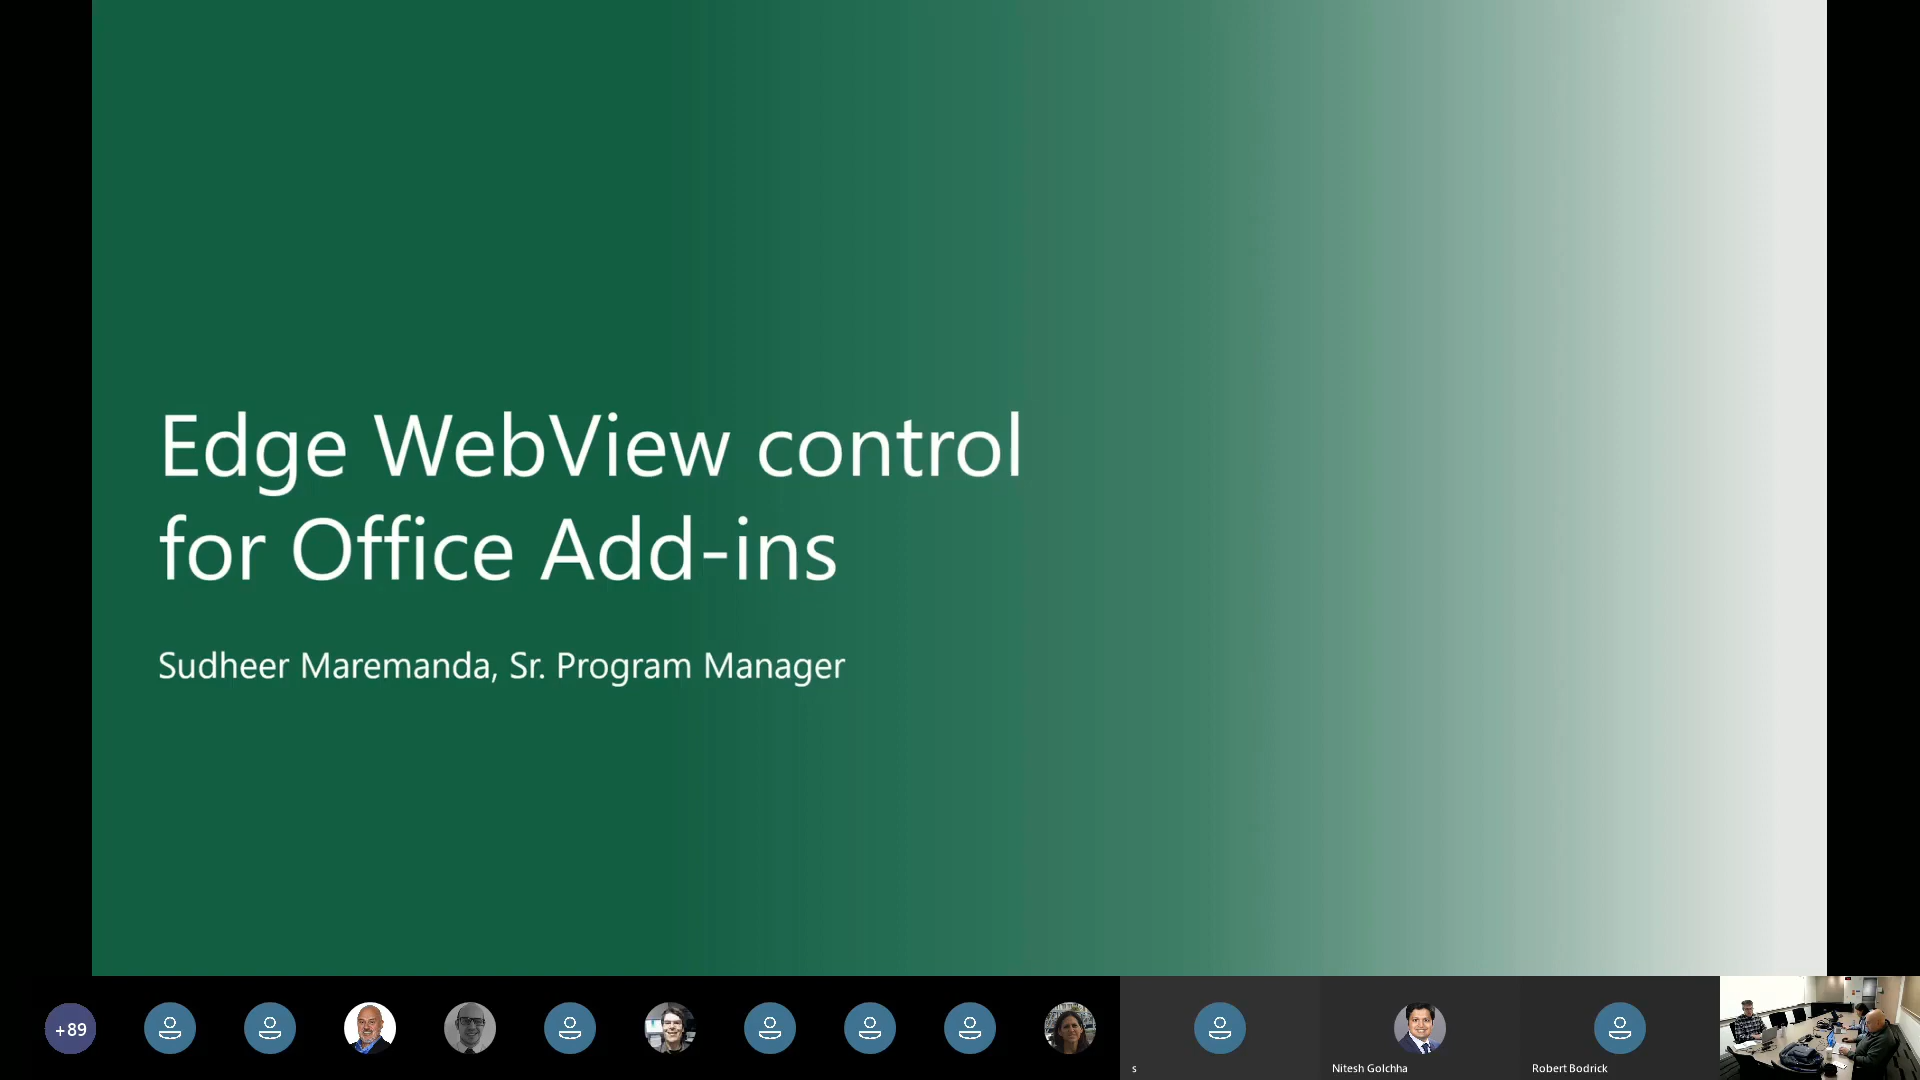 Edge WebView control
for Office Add-ins
Sudheer Maremanda, Sr. Program Manager
+89
s
Nitesh Golchha
Robert Bodrick